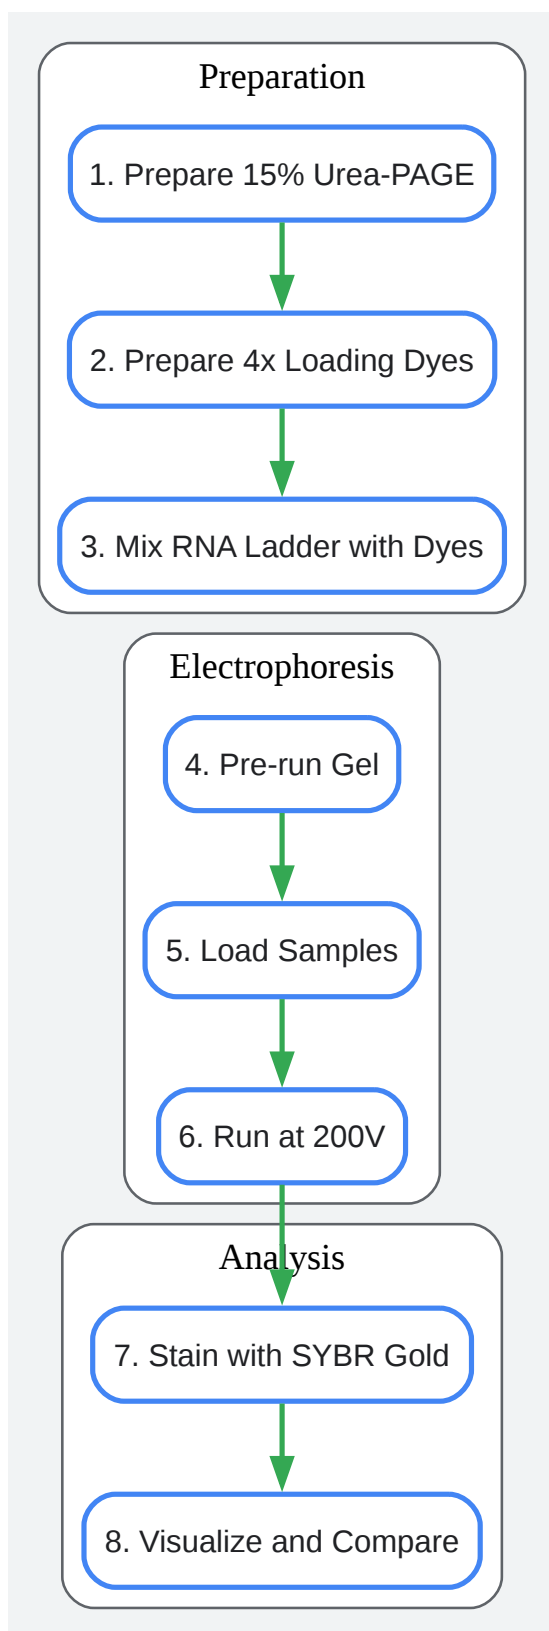 Preparation
1. Prepare 15% Urea-PAGE
2. Prepare 4x Loading Dyes
3. Mix RNA Ladder with Dyes
Electrophoresis
4. Pre-run Gel
5. Load Samples
6. Run at 200V
Analysis
7. Stain with SYBR Gold
8. Visualize and Compare